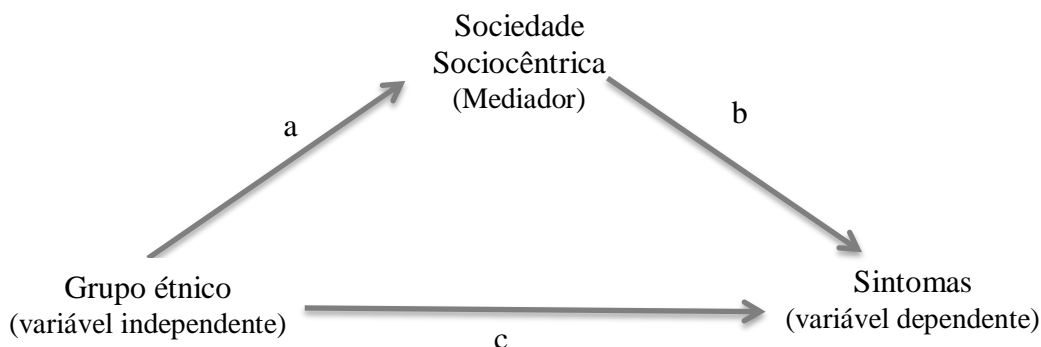 Sociedade
Sociocêntrica
(Mediador)
a
b
Grupo étnico
(variável independente)
Sintomas
(variável dependente)
c